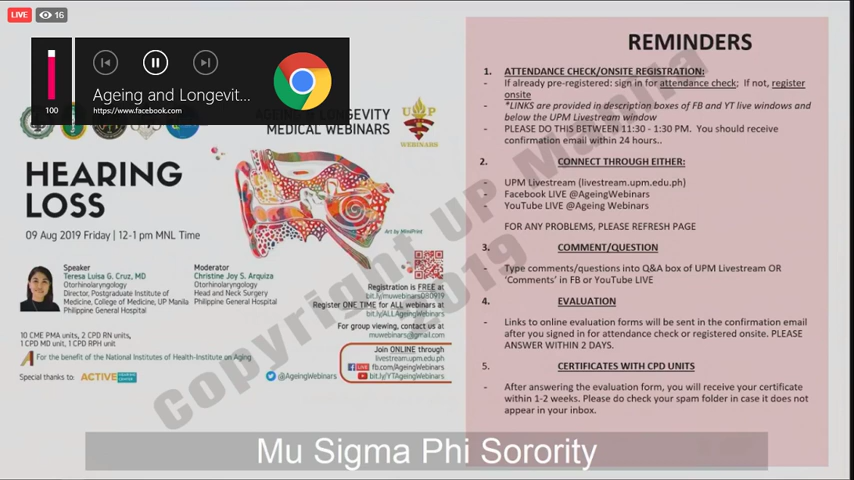 LIVE
16
100
Ageing and Longevit...
https://www.facebook.com
AGEING & LONGEVITY
MEDICAL WEBINARS
WEBINARS
HEARING
LOSS
09 Aug 2019 Friday | 12-1 pm MNL Time
Art by MindPrint
Speaker
Teresa Luisa G. Cruz, MD
Otorhinolaryngology
Director, Postgraduate Institute of
Medicine, College of Medicine, UP Manila
Philippine General Hospital
Moderator
Christine Joy S. Arquiza
Otorhinolaryngology
Head and Neck Surgery
Philippine General Hospital
Registration is FREE at
bit.ly/muwebinars080919
Register ONE TIME for ALL webinars at
bit.ly/ALLAgeingWebinars
For group viewing, contact us at
muwebinars@gmail.com
10 CME PMA units, 2 CPD RN units,
1 CPD MD unit, 1 CPD RPH unit
For the benefit of the National Institutes of Health-Institute on Aging
Special thanks to: ACTIVE
@AgeingWebinars
Join ONLINE through
livestream.upm.edu.ph
LIVE fb.com/AgeingWebinars
bit.ly/YTAgeingWebinars
REMINDERS
1. ATTENDANCE CHECK/ONSITE REGISTRATION:
- If already pre-registered: sign in for attendance check; If not, register
onsite
- *LINKS are provided in description boxes of FB and YT live windows and
below the UPM Livestream window
- PLEASE DO THIS BETWEEN 11:30 - 1:30 PM. You should receive
confirmation email within 24 hours..
2. CONNECT THROUGH EITHER:
- UPM Livestream (livestream.upm.edu.ph)
- Facebook LIVE @AgeingWebinars
- YouTube LIVE @Ageing Webinars
FOR ANY PROBLEMS, PLEASE REFRESH PAGE
3. COMMENT/QUESTION
- Type comments/questions into Q&A box of UPM Livestream OR
'Comments' in FB or YouTube LIVE
4. EVALUATION
- Links to online evaluation forms will be sent in the confirmation email
after you signed in for attendance check or registered onsite. PLEASE
ANSWER WITHIN 2 DAYS.
5. CERTIFICATES WITH CPD UNITS
- After answering the evaluation form, you will receive your certificate
within 1-2 weeks. Please do check your spam folder in case it does not
appear in your inbox.
Copyright UP Manila
2019
Mu Sigma Phi Sorority